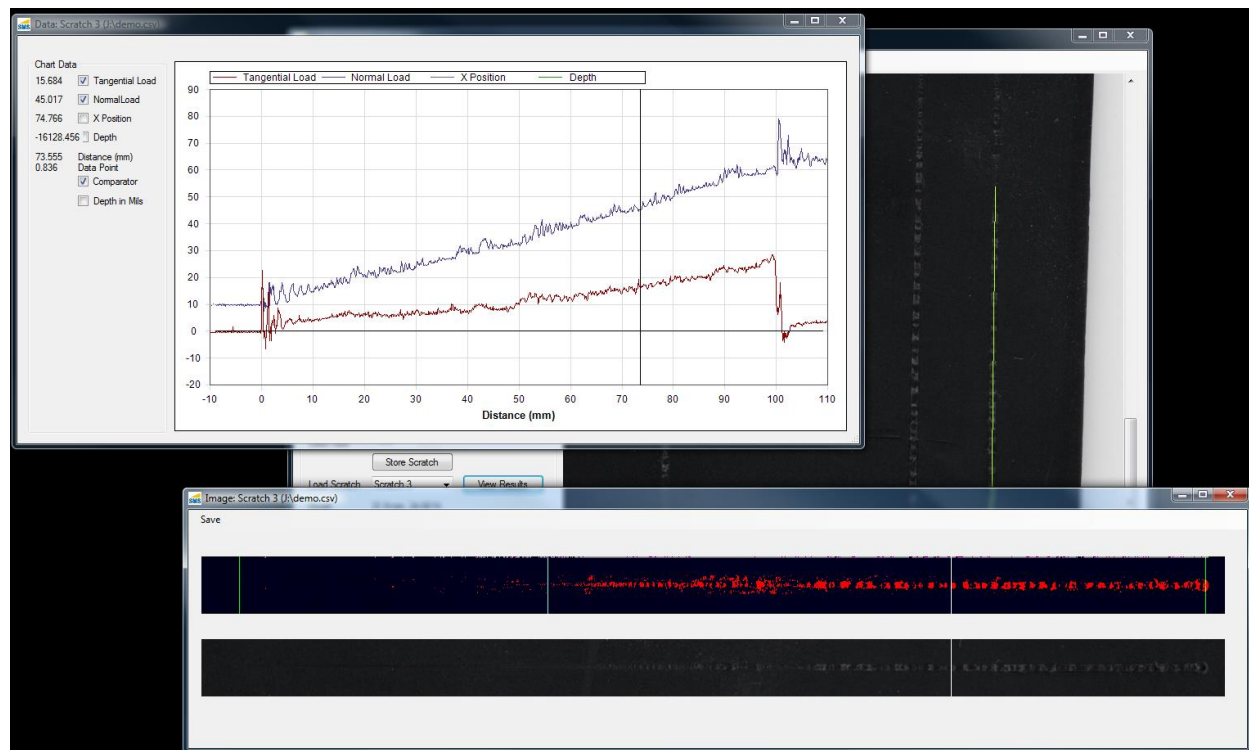 Data: Scratch 3 (J:\demo.csv)
Chart Data
15.684 Tangential Load
45.017 NormalLoad
74.766 X Position
-16128.456 Depth
73.555 Distance (mm)
0.836 Data Point
Comparator
Depth in Mils
Tangential Load Normal Load X Position Depth
90
80
70
60
50
40
30
20
10
0
-10
-20
-10 0 10 20 30 40 50 60 70 80 90 100 110
Distance (mm)
Store Scratch
Load Scratch Scratch 3 View Results
SMS Image: Scratch 3 (J:\demo.csv)
Save